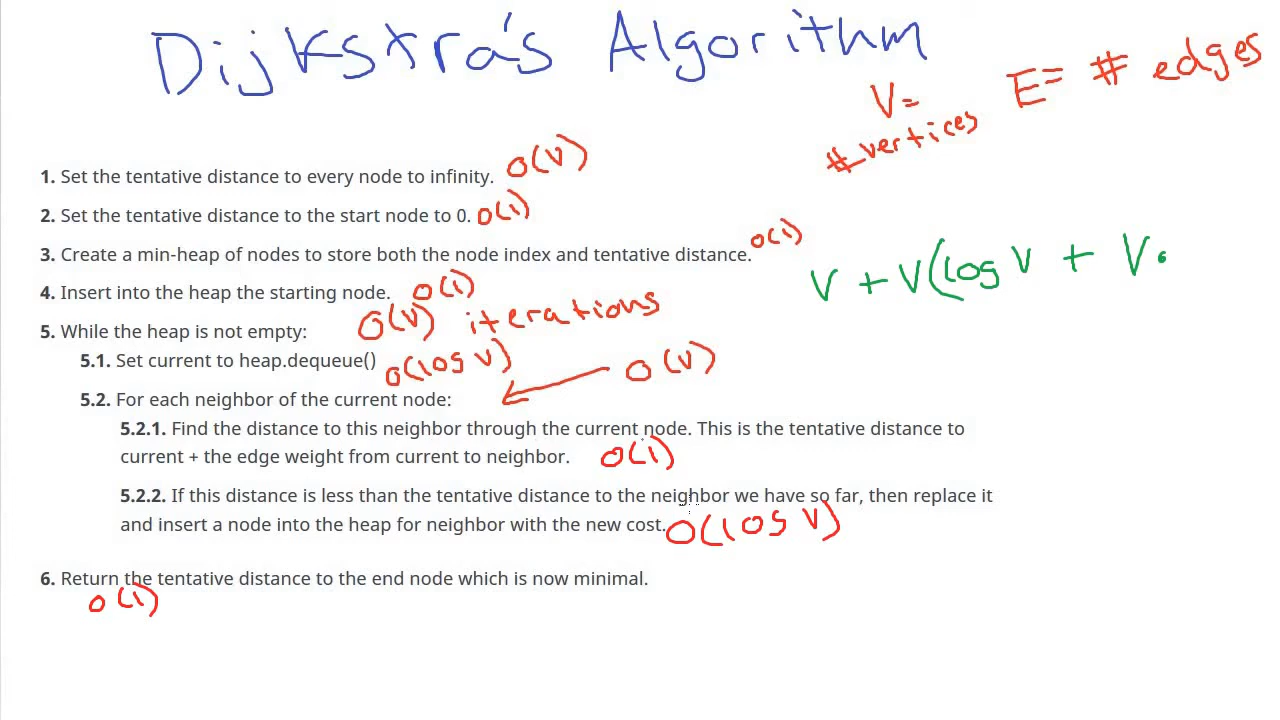 Dijkstra's Algorithm
V=
# vertices
E= # edges
1. Set the tentative distance to every node to infinity. O(V)
2. Set the tentative distance to the start node to 0. O(1)
3. Create a min-heap of nodes to store both the node index and tentative distance. O(1)
4. Insert into the heap the starting node. O(1)
V + V(log V + V.
5. While the heap is not empty: O(V) iterations
5.1. Set current to heap.dequeue() O(log V)
5.2. For each neighbor of the current node: O(V)
5.2.1. Find the distance to this neighbor through the current node. This is the tentative distance to
current + the edge weight from current to neighbor. O(1)
5.2.2. If this distance is less than the tentative distance to the neighbor we have so far, then replace it
and insert a node into the heap for neighbor with the new cost. O(log V)
6. Return the tentative distance to the end node which is now minimal.
O(1)